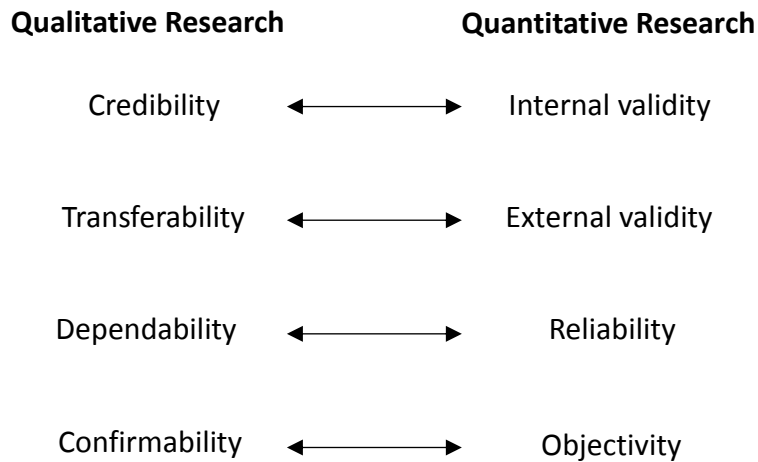 Qualitative Research Quantitative Research
Credibility Internal validity
Transferability External validity
Dependability Reliability
Confirmability Objectivity